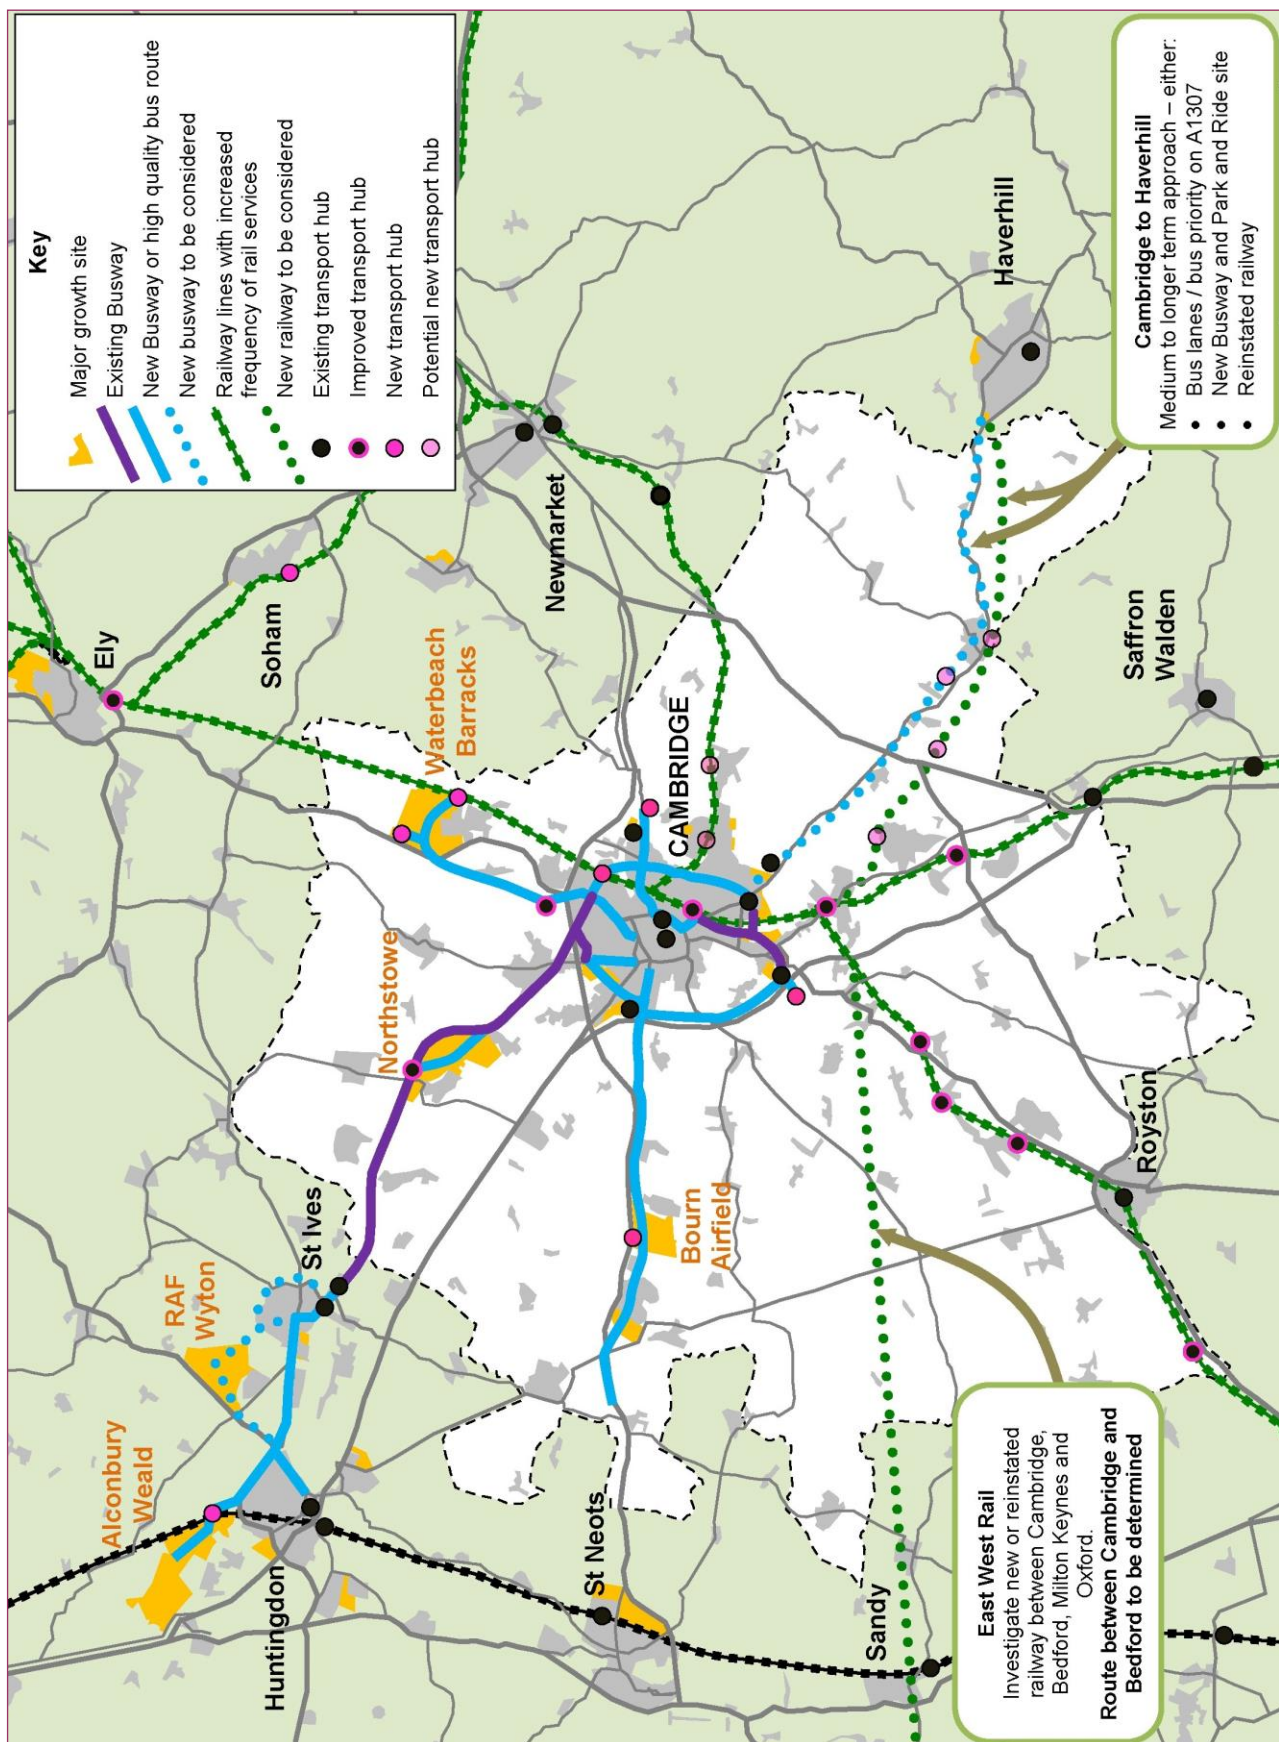 Key
Major growth site
Existing Busway
New Busway or high quality bus route
New busway to be considered
Railway lines with increased
frequency of rail services
New railway to be considered
Existing transport hub
Improved transport hub
New transport hub
Potential new transport hub
Alconbury
Weald
RAF
Wyton
Huntingdon
St Ives
Northstowe
Waterbeach
Barracks
Ely
Soham
Newmarket
St Neots
Bourn
Airfield
CAMBRIDGE
Sandy
Royston
Saffron
Walden
Haverhill
East West Rail
Investigate new or reinstated
railway between Cambridge,
Bedford, Milton Keynes and
Oxford.
Route between Cambridge and
Bedford to be determined
Cambridge to Haverhill
Medium to longer term approach – either:
• Bus lanes / bus priority on A1307
• New Busway and Park and Ride site
• Reinstated railway